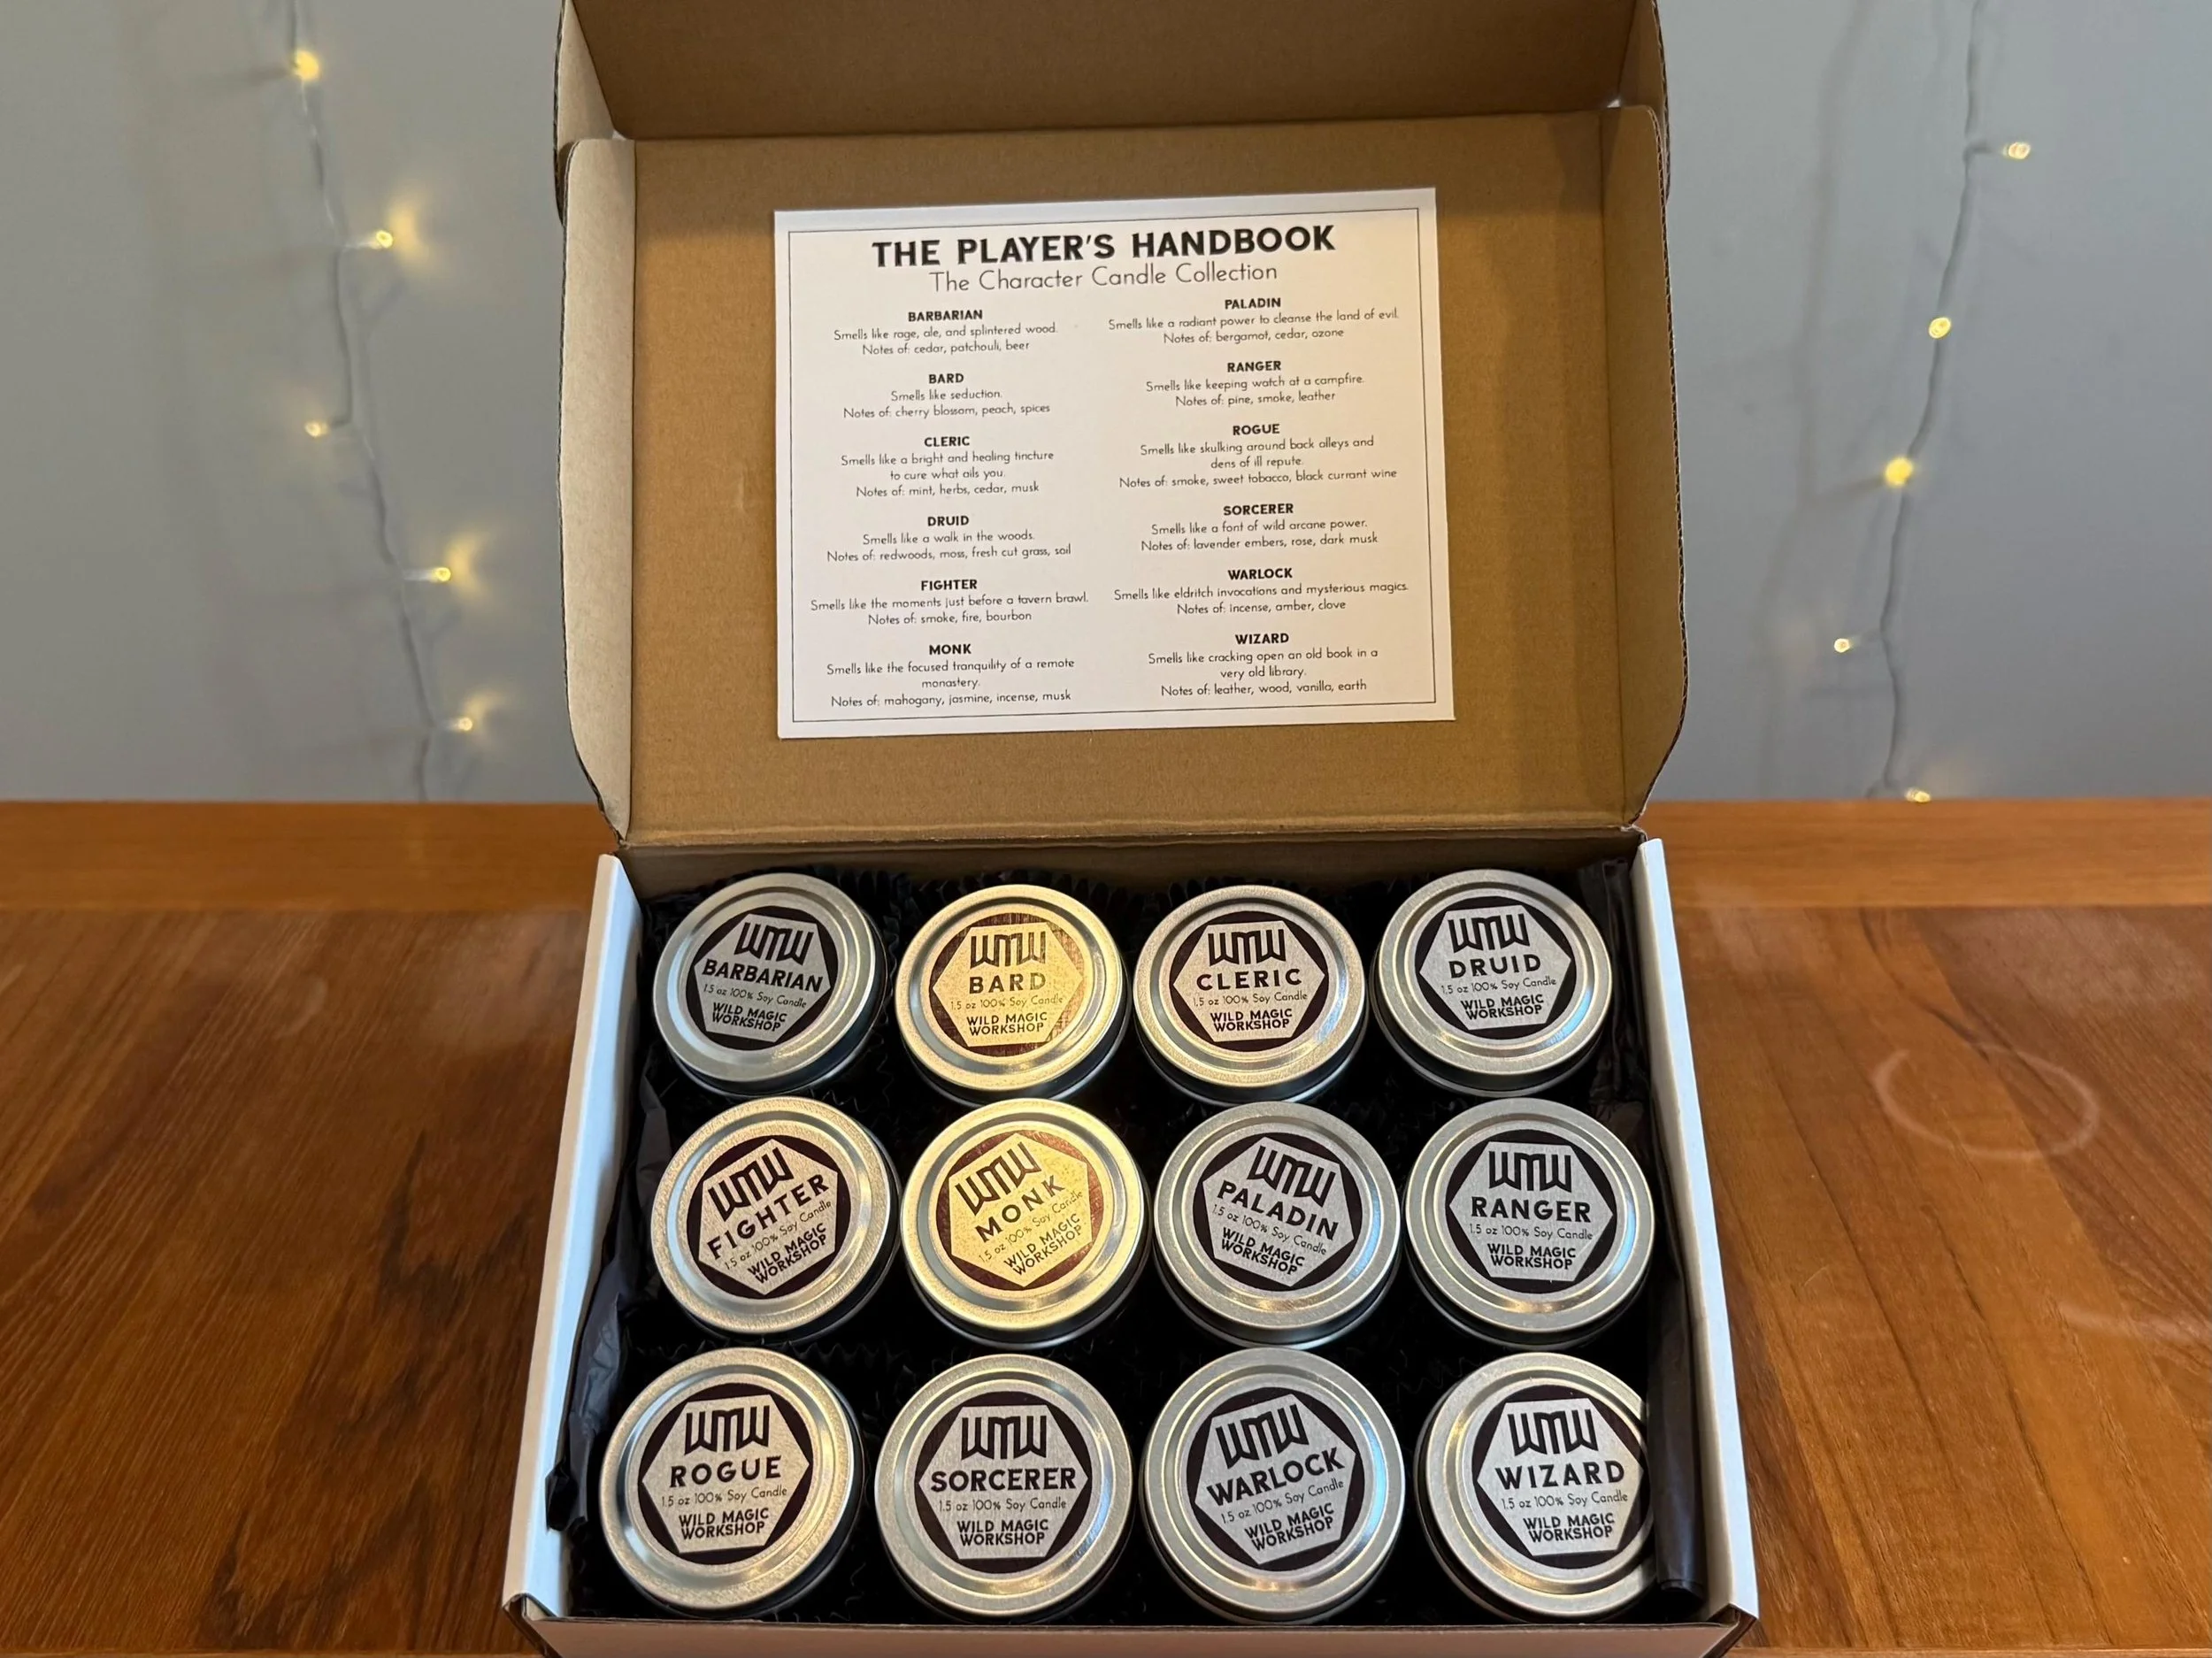 THE PLAYER'S HANDBOOK
The Character Candle Collection
BARBARIAN
Smells like rage, ale, and splintered wood.
Notes of: cedar, patchouli, beer
BARD
Smells like seduction.
Notes of: cherry blossom, peach, spices
CLERIC
Smells like a bright and healing tincture
to cure what ails you.
Notes of: mint, herbs, cedar, musk
DRUID
Smells like a walk in the woods.
Notes of: redwoods, moss, fresh cut grass, soil
FIGHTER
Smells like the moments just before a tavern brawl.
Notes of: smoke, fire, bourbon
MONK
Smells like the focused tranquility of a remote
monastery.
Notes of: mahogany, jasmine, incense, musk
PALADIN
Smells like a radiant power to cleanse the land of evil.
Notes of: bergamot, cedar, ozone
RANGER
Smells like keeping watch at a campfire.
Notes of: pine, smoke, leather
ROGUE
Smells like skulking around back alleys and
dens of ill repute.
Notes of: smoke, sweet tobacco, black currant wine
SORCERER
Smells like a font of wild arcane power.
Notes of: lavender embers, rose, dark musk
WARLOCK
Smells like eldritch invocations and mysterious magics.
Notes of: incense, amber, clove
WIZARD
Smells like cracking open an old book in a
very old library.
Notes of: leather, wood, vanilla, earth
WMW
BARBARIAN
1.5 oz 100% Soy Candle
WILD MAGIC
WORKSHOP
WMW
BARD
1.5 oz 100% Soy Candle
WILD MAGIC
WORKSHOP
WMW
CLERIC
1.5 oz 100% Soy Candle
WILD MAGIC
WORKSHOP
WMW
DRUID
1.5 oz 100% Soy Candle
WILD MAGIC
WORKSHOP
WMW
FIGHTER
1.5 oz 100% Soy Candle
WILD MAGIC
WORKSHOP
WMW
MONK
1.5 oz 100% Soy Candle
WILD MAGIC
WORKSHOP
WMW
PALADIN
1.5 oz 100% Soy Candle
WILD MAGIC
WORKSHOP
WMW
RANGER
1.5 oz 100% Soy Candle
WILD MAGIC
WORKSHOP
WMW
ROGUE
1.5 oz 100% Soy Candle
WILD MAGIC
WORKSHOP
WMW
SORCERER
1.5 oz 100% Soy Candle
WILD MAGIC
WORKSHOP
WMW
WARLOCK
1.5 oz 100% Soy Candle
WILD MAGIC
WORKSHOP
WMW
WIZARD
1.5 oz 100% Soy Candle
WILD MAGIC
WORKSHOP